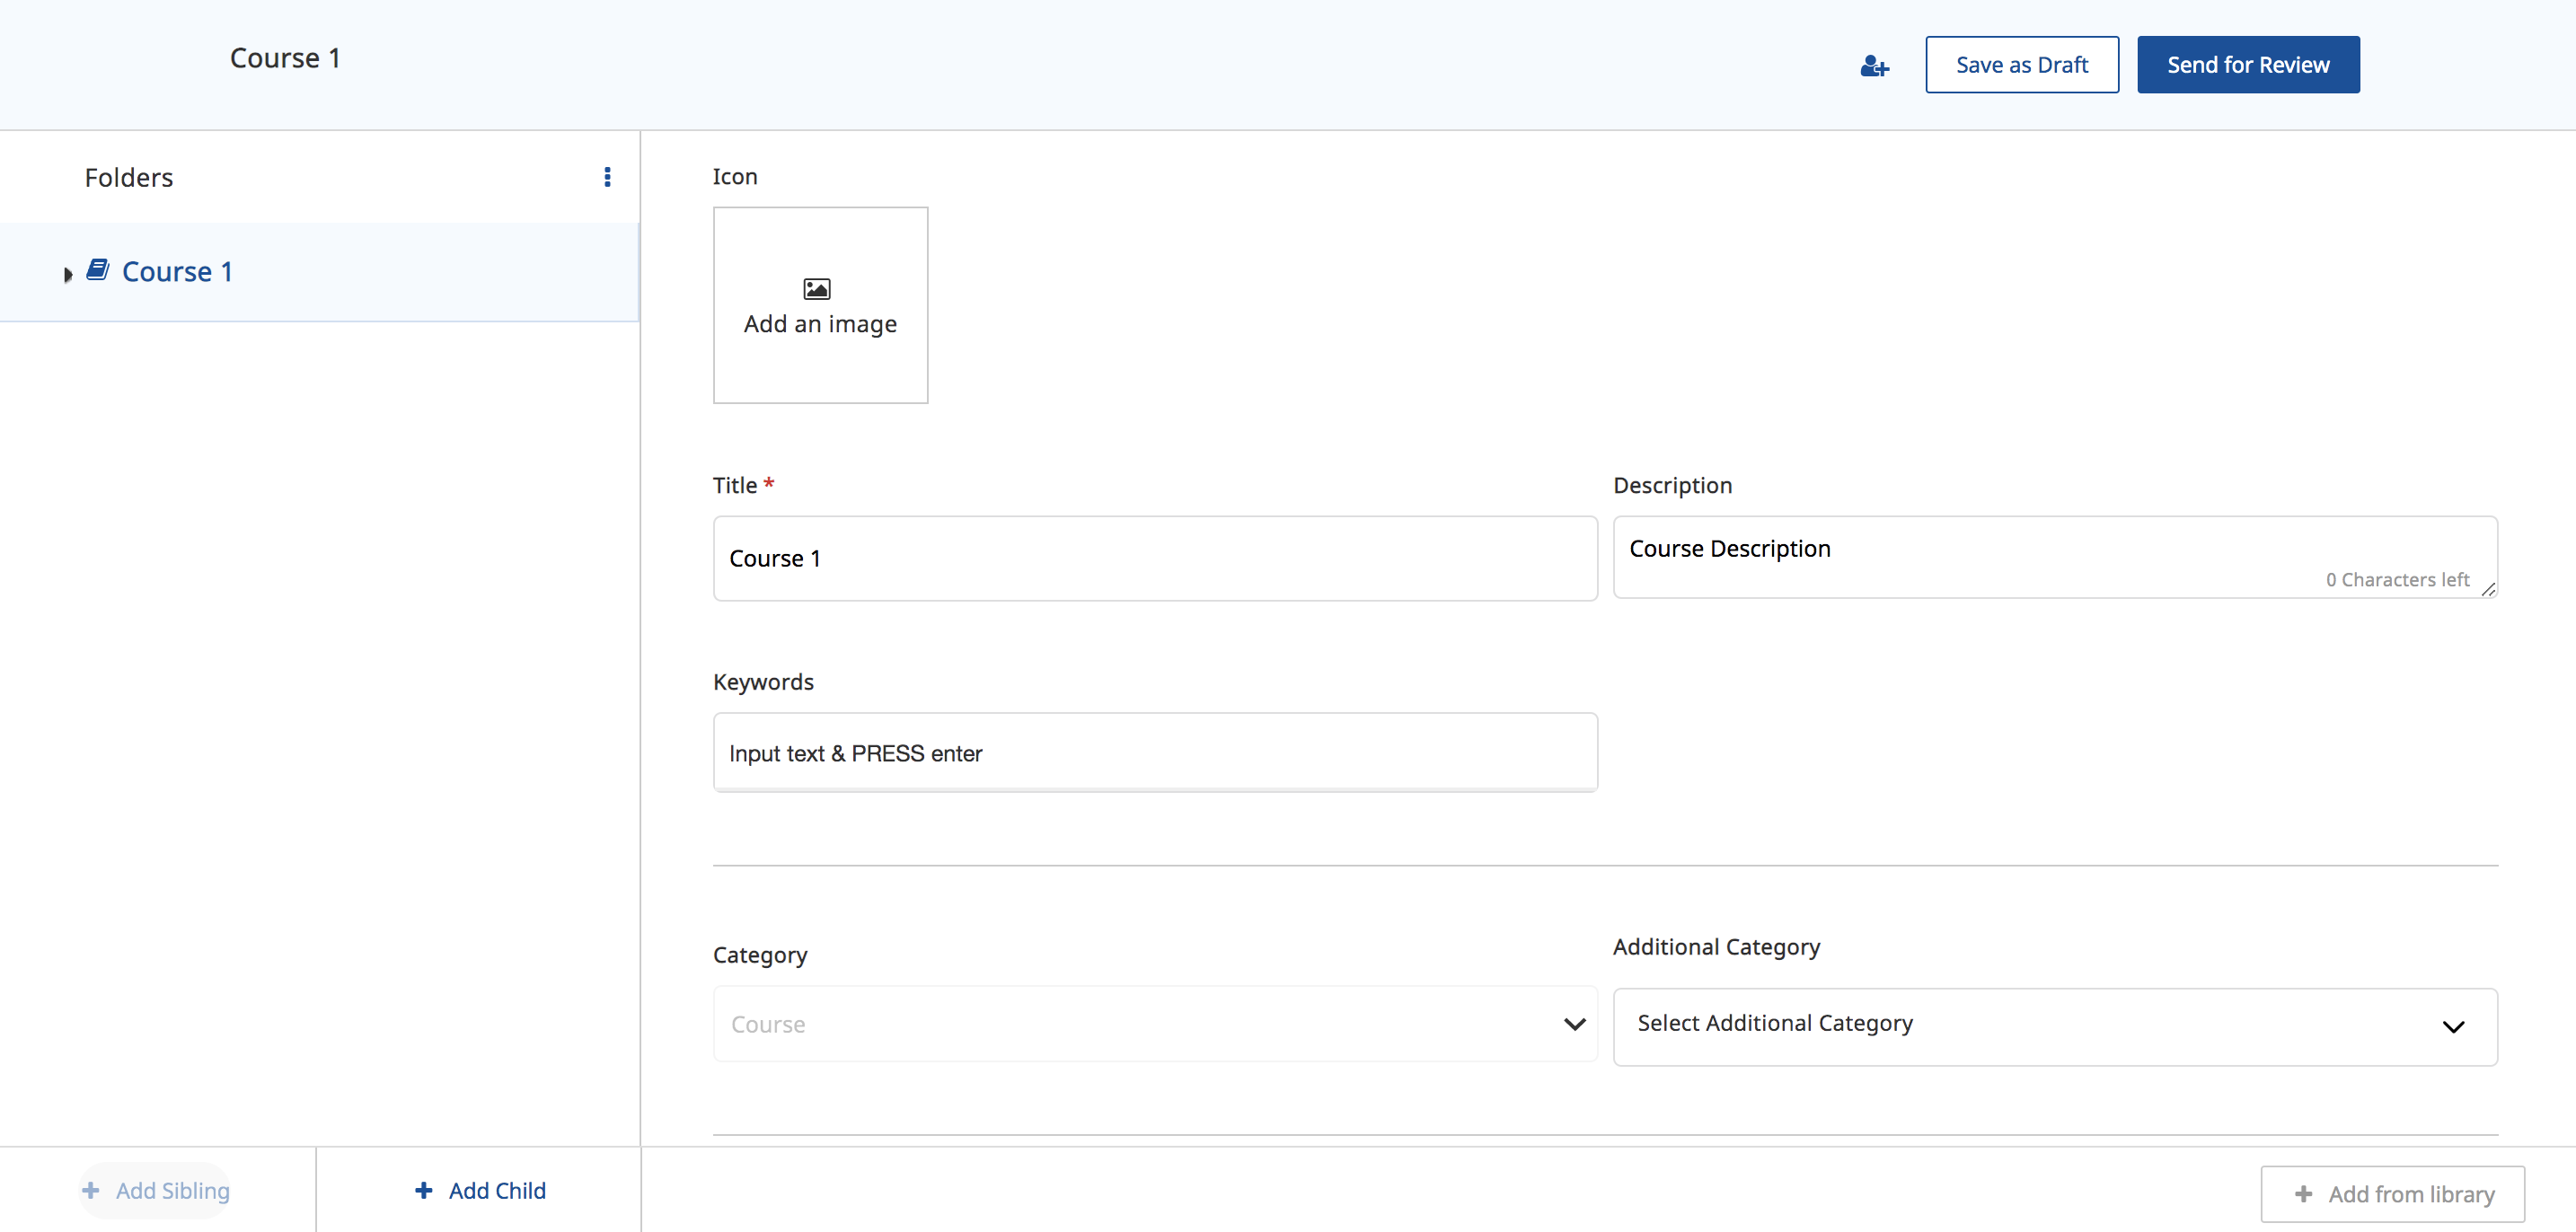 Course 1
Save as Draft
Send for Review
Folders
Course 1
Icon
Add an image
Title *
Course 1
Description
Course Description
0 Characters left
Keywords
Input text & PRESS enter
Category
Course
Additional Category
Select Additional Category
+ Add Sibling
+ Add Child
+ Add from library